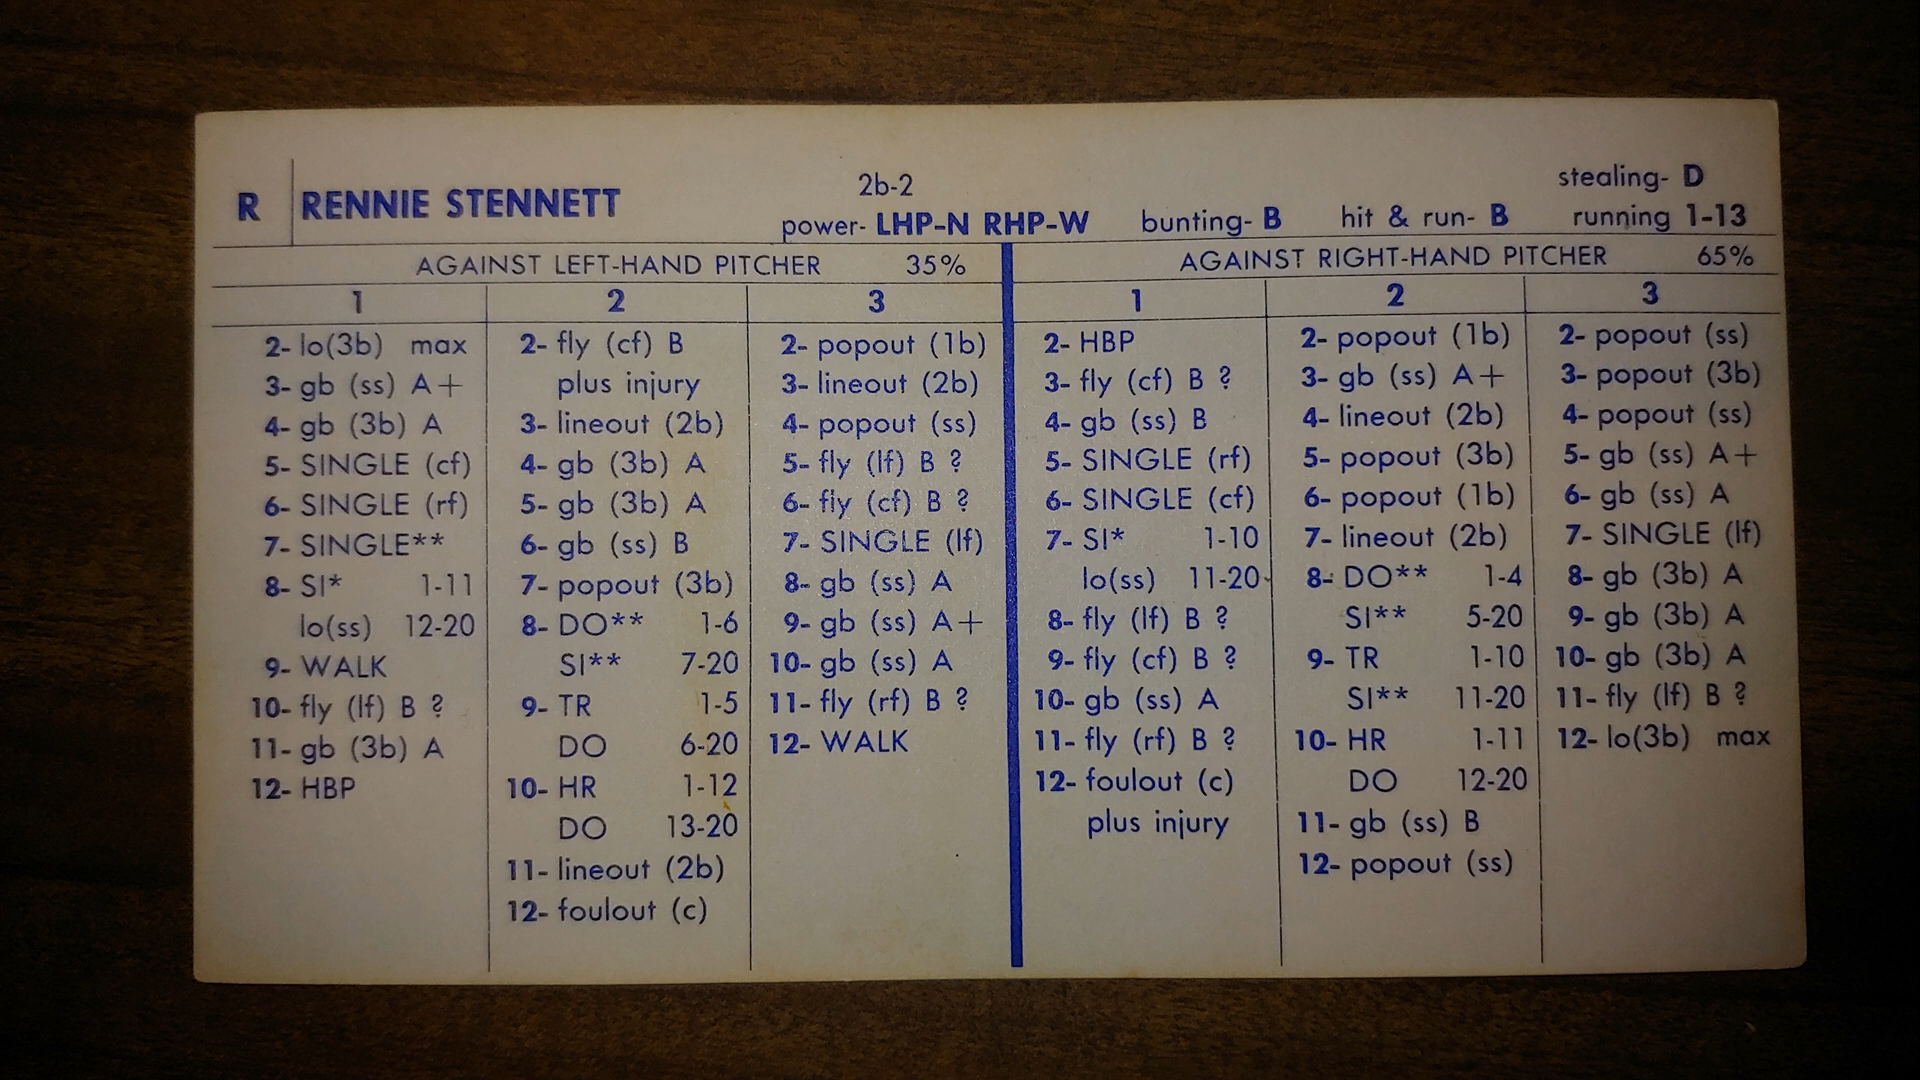 R RENNIE STENNETT
2b-2
power- LHP-N RHP-W
bunting- B
hit & run- B
stealing- D
running 1-13
AGAINST LEFT-HAND PITCHER 35%
1
2- lo(3b) max
3- gb (ss) A+
4- gb (3b) A
5- SINGLE (cf)
6- SINGLE (rf)
7- SINGLE**
8- SI* 1-11
lo(ss) 12-20
9- WALK
10- fly (lf) B ?
11- gb (3b) A
12- HBP
2
2- fly (cf) B
plus injury
3- lineout (2b)
4- gb (3b) A
5- gb (3b) A
6- gb (ss) B
7- popout (3b)
8- DO** 1-6
SI** 7-20
9- TR 1-5
DO 6-20
10- HR 1-12
DO 13-20
11- lineout (2b)
12- foulout (c)
3
2- popout (1b)
3- lineout (2b)
4- popout (ss)
5- fly (lf) B ?
6- fly (cf) B ?
7- SINGLE (lf)
8- gb (ss) A
9- gb (ss) A+
10- gb (ss) A
11- fly (rf) B ?
12- WALK
AGAINST RIGHT-HAND PITCHER 65%
1
2- HBP
3- fly (cf) B ?
4- gb (ss) B
5- SINGLE (rf)
6- SINGLE (cf)
7- SI* 1-10
lo(ss) 11-20
8- fly (lf) B ?
9- fly (cf) B ?
10- gb (ss) A
11- fly (rf) B ?
12- foulout (c)
plus injury
2
2- popout (1b)
3- gb (ss) A+
4- lineout (2b)
5- popout (3b)
6- popout (1b)
7- lineout (2b)
8- DO** 1-4
SI** 5-20
9- TR 1-10
SI** 11-20
10- HR 1-11
DO 12-20
11- gb (ss) B
12- popout (ss)
3
2- popout (ss)
3- popout (3b)
4- popout (ss)
5- gb (ss) A+
6- gb (ss) A
7- SINGLE (lf)
8- gb (3b) A
9- gb (3b) A
10- gb (3b) A
11- fly (lf) B ?
12- lo(3b) max